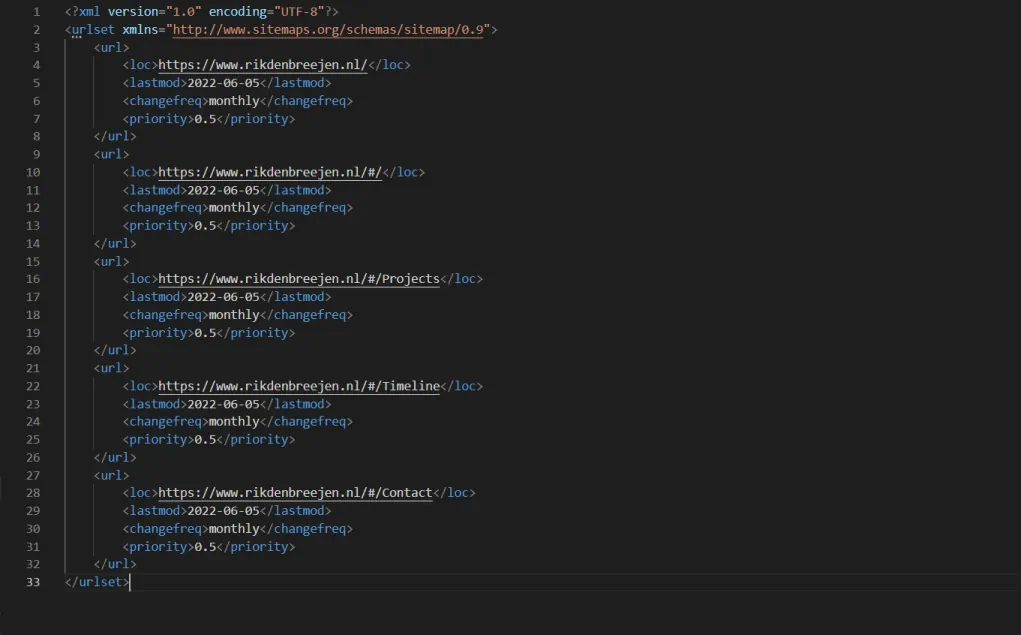 1 <?xml version="1.0" encoding="UTF-8"?>
2 <urlset xmlns="http://www.sitemaps.org/schemas/sitemap/0.9">
3 <url>
4 <loc>https://www.rikdenbreejen.nl/</loc>
5 <lastmod>2022-06-05</lastmod>
6 <changefreq>monthly</changefreq>
7 <priority>0.5</priority>
8 </url>
9 <url>
10 <loc>https://www.rikdenbreejen.nl/#/</loc>
11 <lastmod>2022-06-05</lastmod>
12 <changefreq>monthly</changefreq>
13 <priority>0.5</priority>
14 </url>
15 <url>
16 <loc>https://www.rikdenbreejen.nl/#/Projects</loc>
17 <lastmod>2022-06-05</lastmod>
18 <changefreq>monthly</changefreq>
19 <priority>0.5</priority>
20 </url>
21 <url>
22 <loc>https://www.rikdenbreejen.nl/#/Timeline</loc>
23 <lastmod>2022-06-05</lastmod>
24 <changefreq>monthly</changefreq>
25 <priority>0.5</priority>
26 </url>
27 <url>
28 <loc>https://www.rikdenbreejen.nl/#/Contact</loc>
29 <lastmod>2022-06-05</lastmod>
30 <changefreq>monthly</changefreq>
31 <priority>0.5</priority>
32 </url>
33 </urlset>